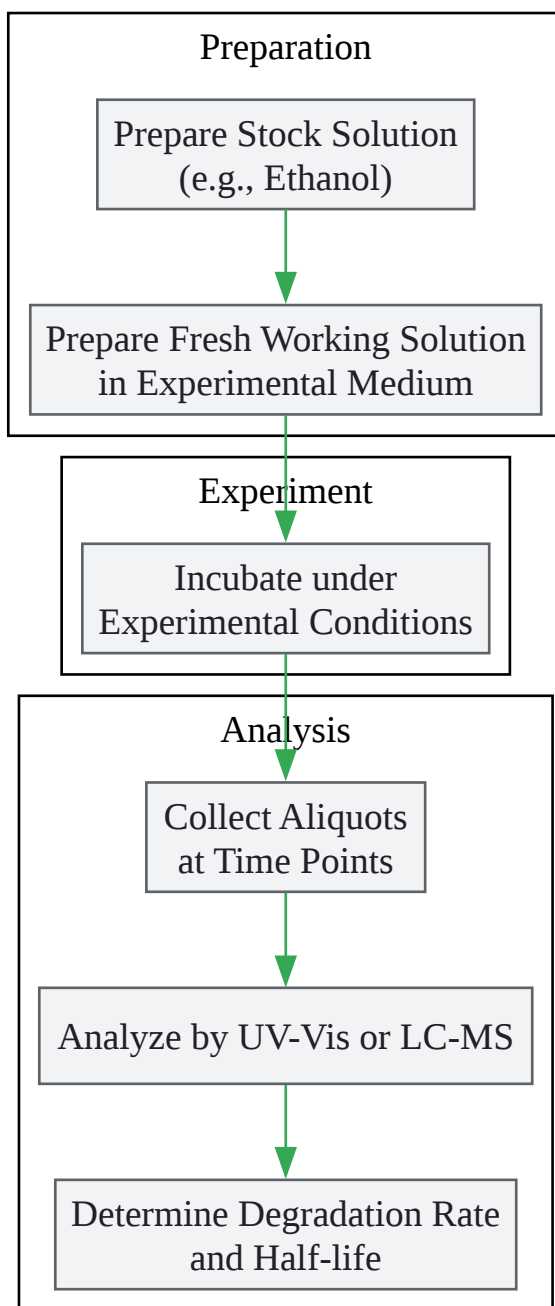 Preparation
Prepare Stock Solution
(e.g., Ethanol)
Prepare Fresh Working Solution
in Experimental Medium
Experiment
Incubate under
Experimental Conditions
Analysis
Collect Aliquots
at Time Points
Analyze by UV-Vis or LC-MS
Determine Degradation Rate
and Half-life